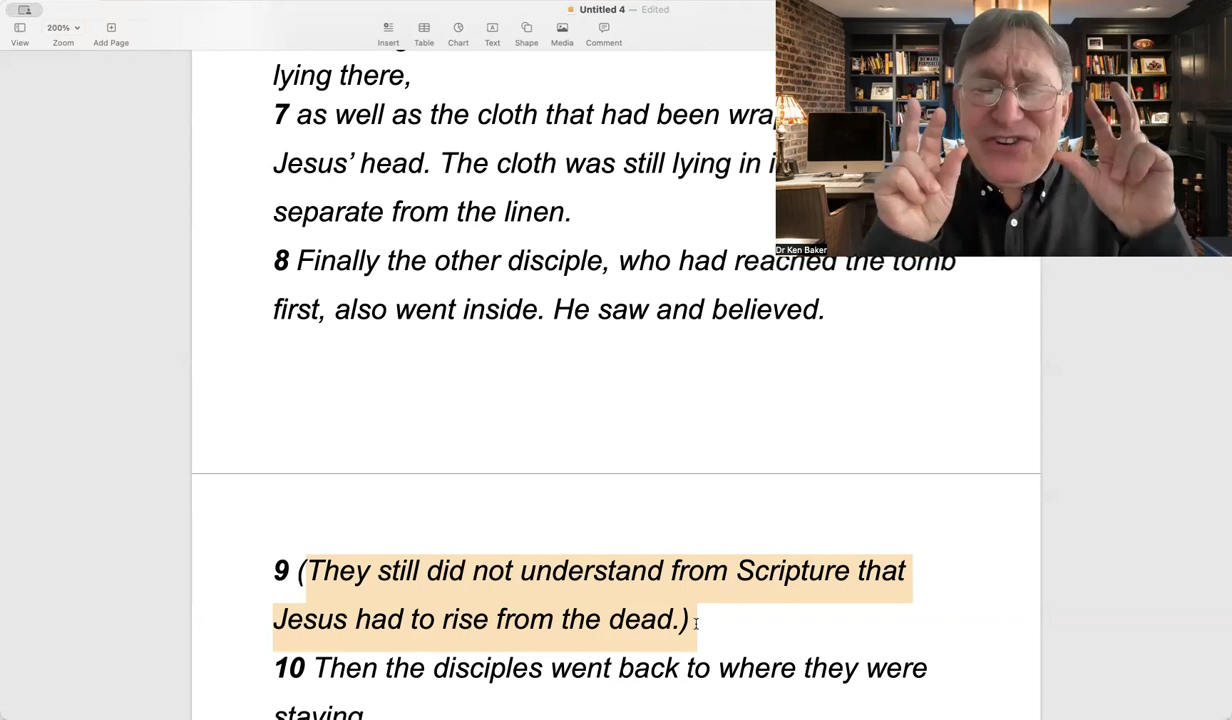 Untitled 4 — Edited
View
200%
Zoom
Add Page
Insert
Table
Chart
Text
Shape
Media
Comment
lying there,
7 as well as the cloth that had been
Jesus’ head. The cloth was still lying in
separate from the linen.
Dr Ken Baker
8 Finally the other disciple, who had reached the tomb
first, also went inside. He saw and believed.
9 (They still did not understand from Scripture that
Jesus had to rise from the dead.)
10 Then the disciples went back to where they were
staying